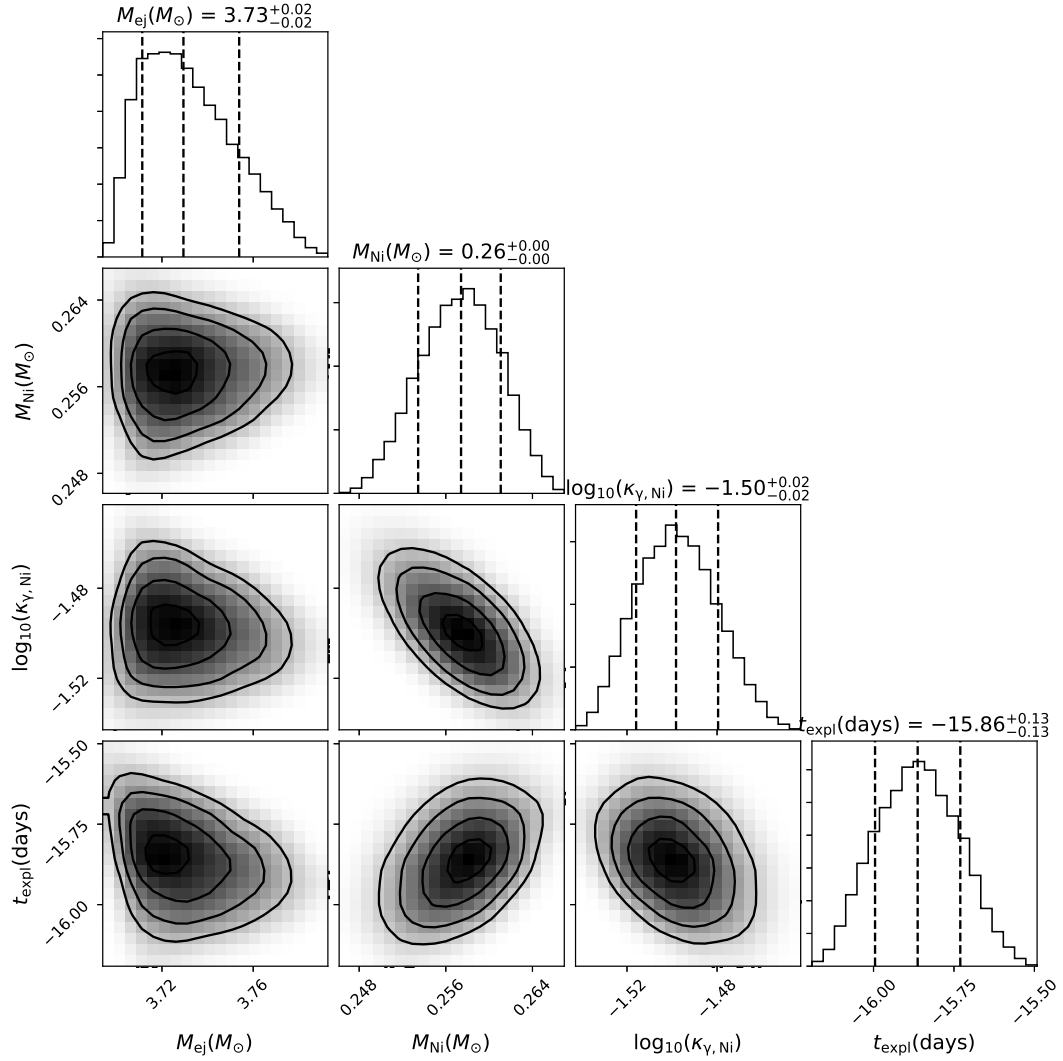 M_ej(M_⊙) = 3.73^{+0.02}_{−0.02}
M_Ni(M_⊙) = 0.26^{+0.00}_{−0.00}
0.264
0.256
0.248
M_Ni(M_⊙)
log₁₀(κ_γ, Ni) = −1.50^{+0.02}_{−0.02}
−1.48
−1.52
log₁₀(κ_γ, Ni)
t_expl(days) = −15.86^{+0.13}_{−0.13}
−15.50
−15.75
−16.00
t_expl(days)
3.72 3.76 0.248 0.256 0.264 −1.52 −1.48 −16.00 −15.75 −15.50
M_ej(M_⊙) M_Ni(M_⊙) log₁₀(κ_γ, Ni) t_expl(days)